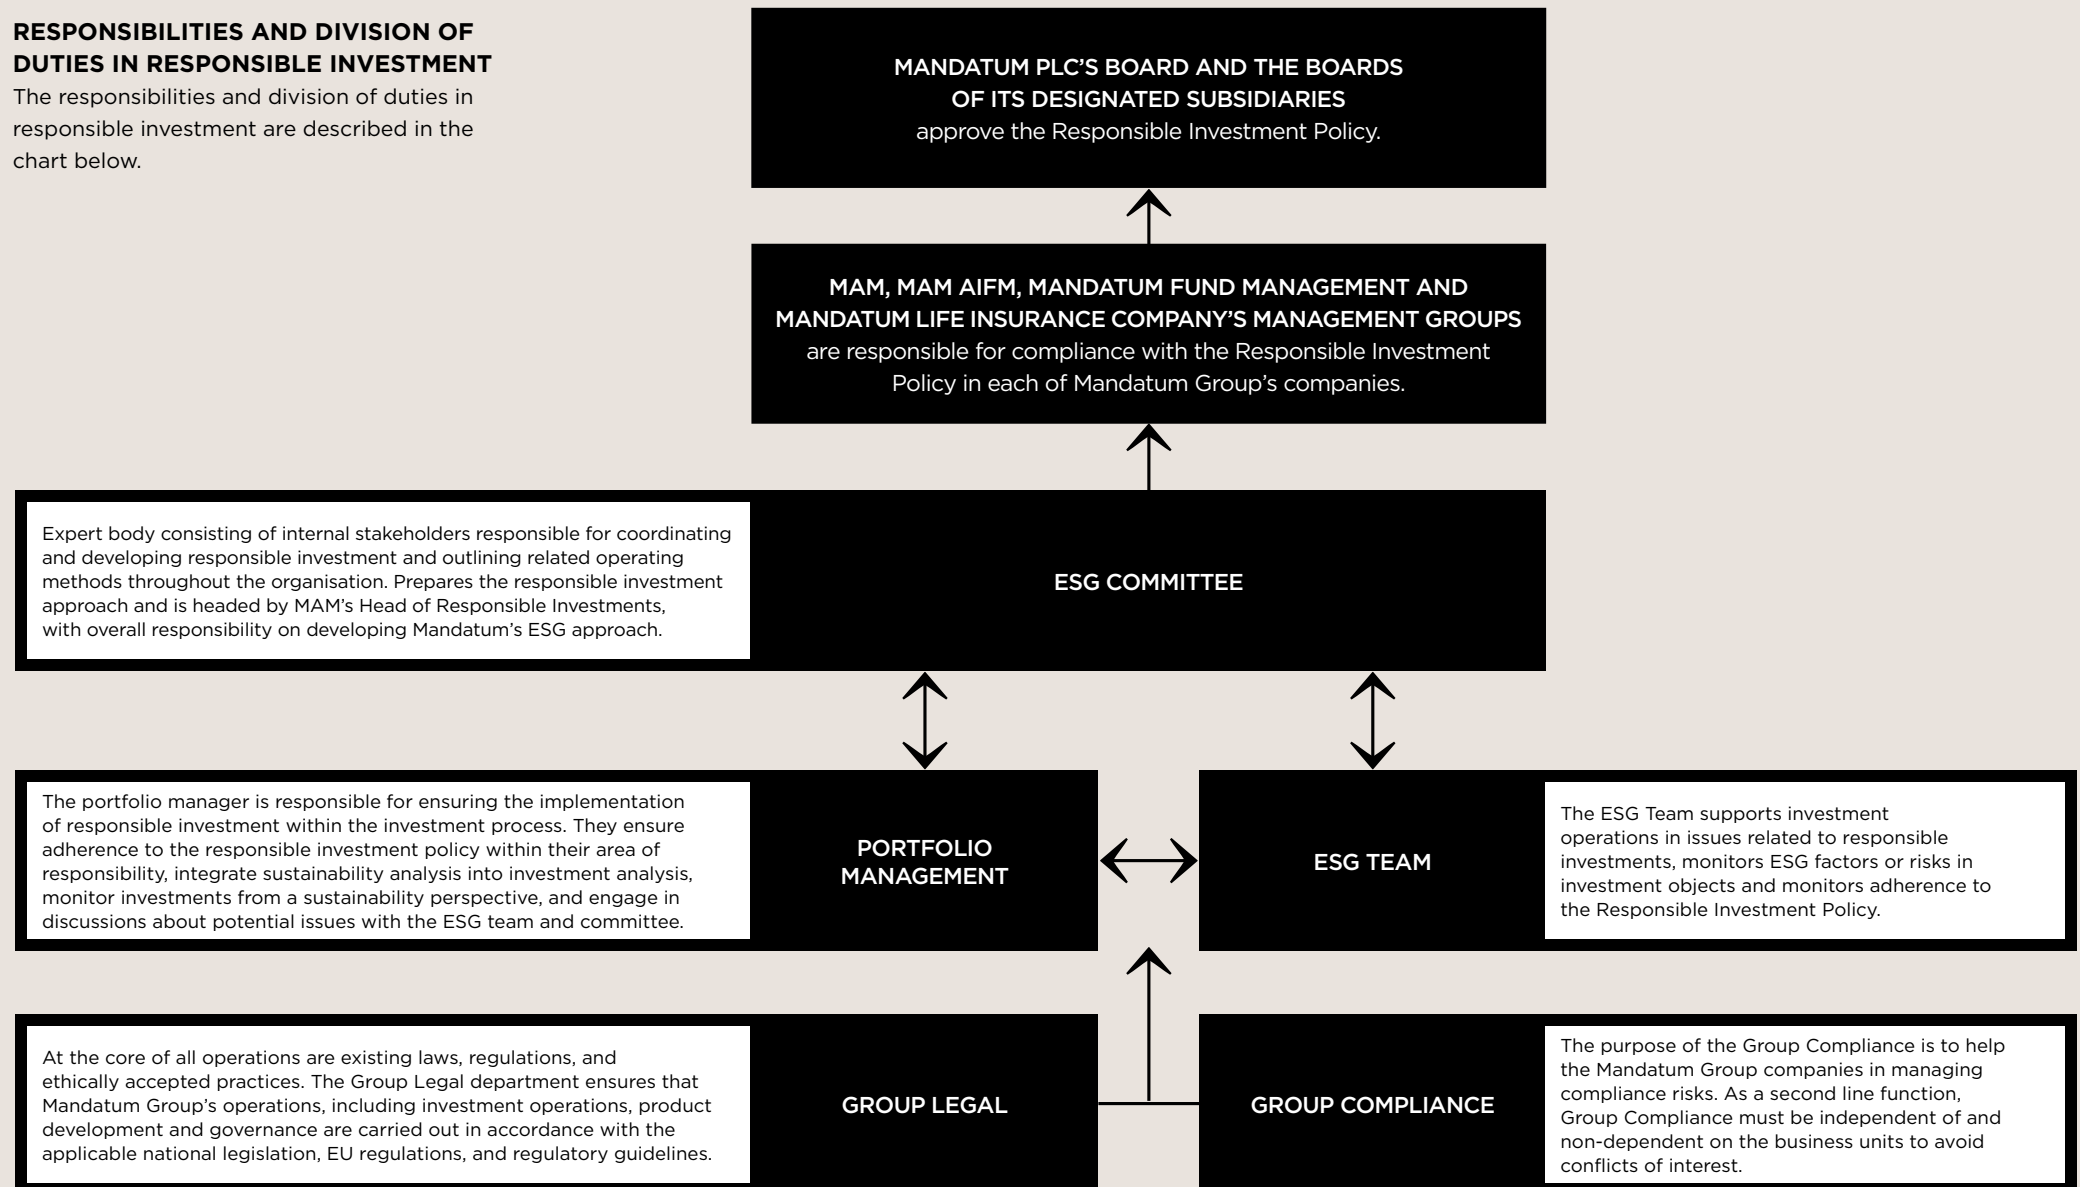 RESPONSIBILITIES AND DIVISION OF
DUTIES IN RESPONSIBLE INVESTMENT
The responsibilities and division of duties in
responsible investment are described in the
chart below.
MANDATUM PLC’S BOARD AND THE BOARDS
OF ITS DESIGNATED SUBSIDIARIES
approve the Responsible Investment Policy.
MAM, MAM AIFM, MANDATUM FUND MANAGEMENT AND
MANDATUM LIFE INSURANCE COMPANY’S MANAGEMENT GROUPS
are responsible for compliance with the Responsible Investment
Policy in each of Mandatum Group’s companies.
Expert body consisting of internal stakeholders responsible for coordinating
and developing responsible investment and outlining related operating
methods throughout the organisation. Prepares the responsible investment
approach and is headed by MAM’s Head of Responsible Investments,
with overall responsibility on developing Mandatum’s ESG approach.
ESG COMMITTEE
The portfolio manager is responsible for ensuring the implementation
of responsible investment within the investment process. They ensure
adherence to the responsible investment policy within their area of
responsibility, integrate sustainability analysis into investment analysis,
monitor investments from a sustainability perspective, and engage in
discussions about potential issues with the ESG team and committee.
PORTFOLIO
MANAGEMENT
ESG TEAM
The ESG Team supports investment
operations in issues related to responsible
investments, monitors ESG factors or risks in
investment objects and monitors adherence to
the Responsible Investment Policy.
At the core of all operations are existing laws, regulations, and
ethically accepted practices. The Group Legal department ensures that
Mandatum Group’s operations, including investment operations, product
development and governance are carried out in accordance with the
applicable national legislation, EU regulations, and regulatory guidelines.
GROUP LEGAL
GROUP COMPLIANCE
The purpose of the Group Compliance is to help
the Mandatum Group companies in managing
compliance risks. As a second line function,
Group Compliance must be independent of and
non-dependent on the business units to avoid
conflicts of interest.